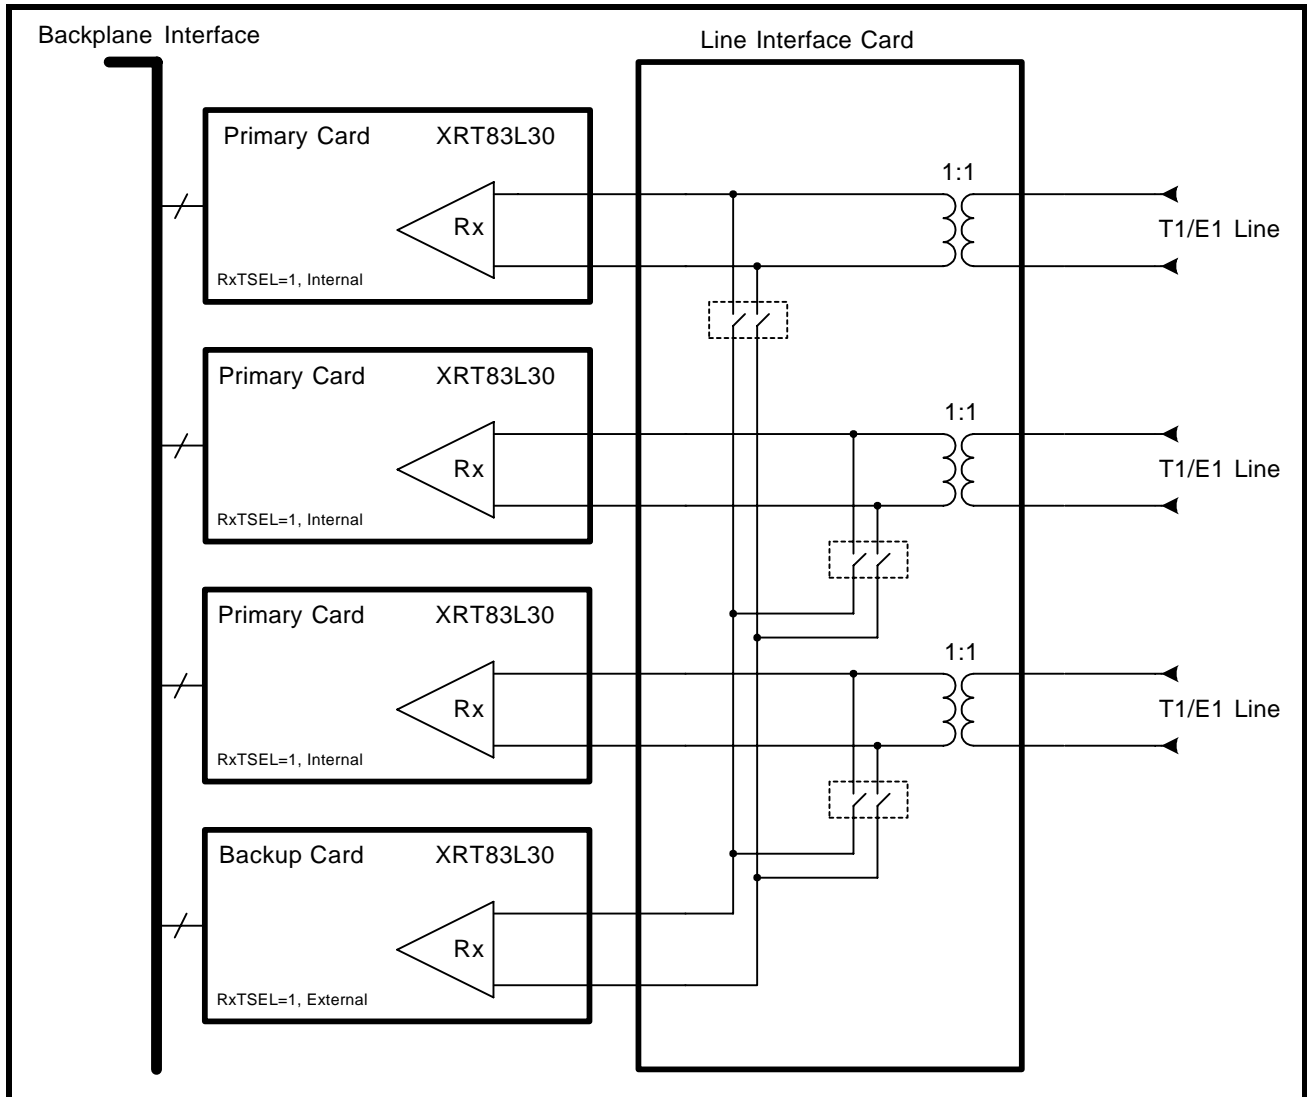 Backplane Interface
Line Interface Card
Primary Card XRT83L30
Rx
RxTSEL=1, Internal
1:1
T1/E1 Line
Primary Card XRT83L30
Rx
RxTSEL=1, Internal
1:1
T1/E1 Line
Primary Card XRT83L30
Rx
RxTSEL=1, Internal
1:1
T1/E1 Line
Backup Card XRT83L30
Rx
RxTSEL=1, External